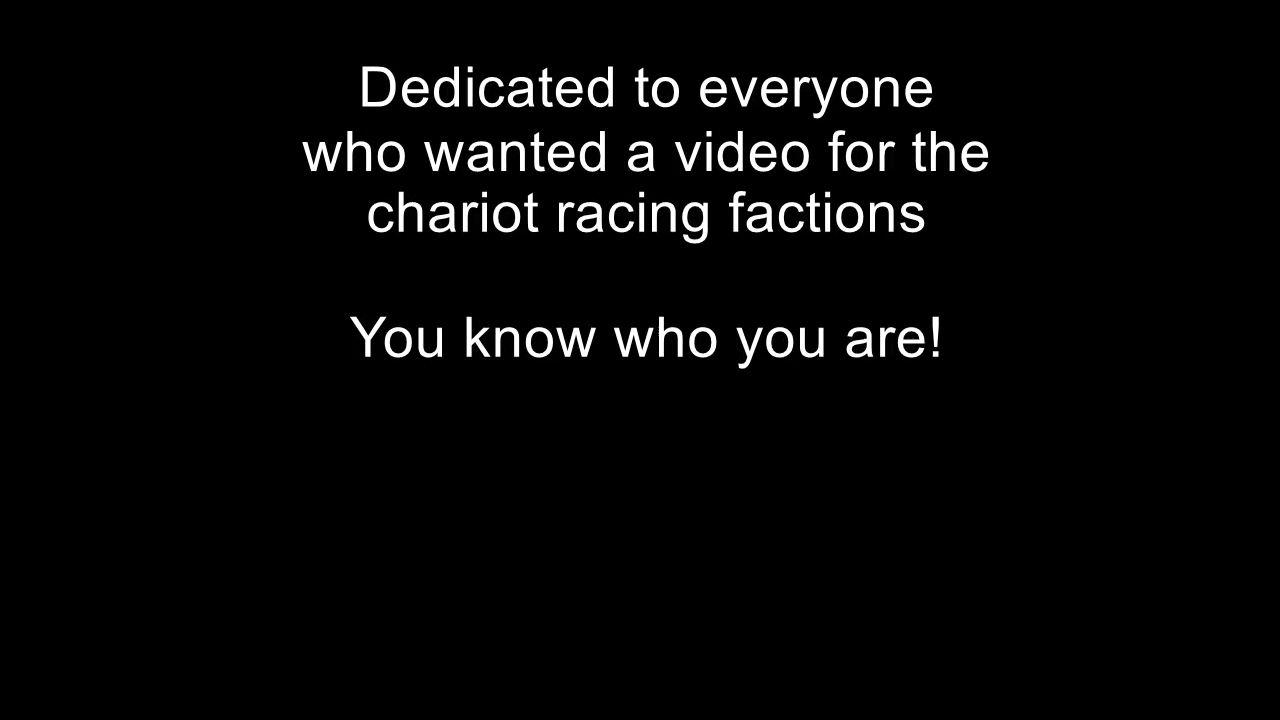 Dedicated to everyone
who wanted a video for the
chariot racing factions
You know who you are!